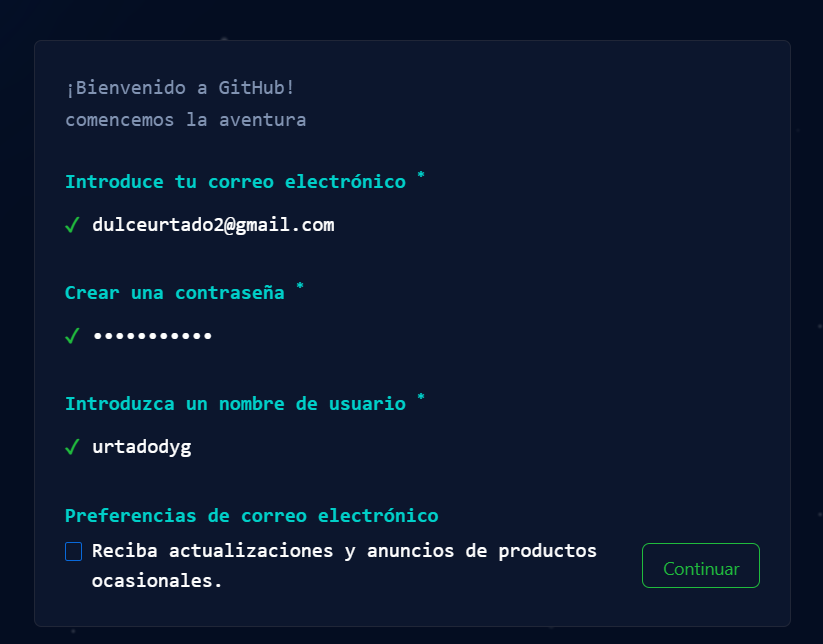 ¡Bienvenido a GitHub!
comencemos la aventura
Introduce tu correo electrónico *
✓ dulceurtado2@gmail.com
Crear una contraseña *
✓ •••••••••••
Introduzca un nombre de usuario *
✓ urtadodyg
Preferencias de correo electrónico
Reciba actualizaciones y anuncios de productos
ocasionales.
Continuar